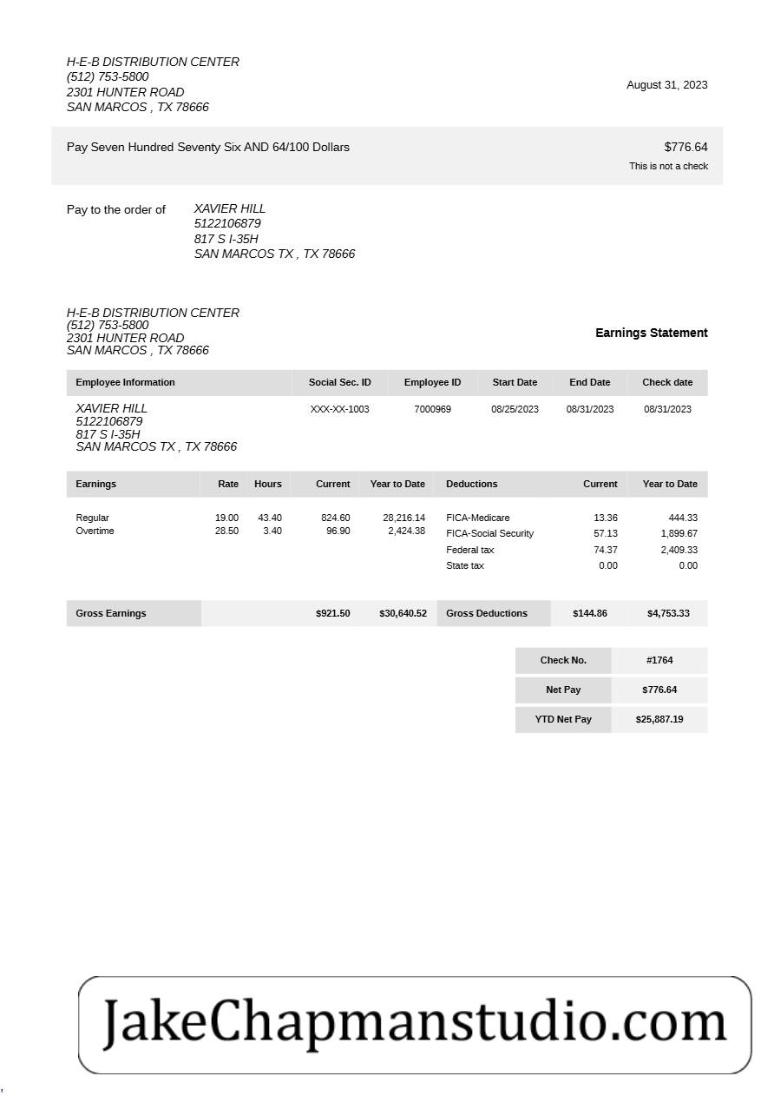 H-E-B DISTRIBUTION CENTER
(512) 753-5800
2301 HUNTER ROAD
SAN MARCOS , TX 78666
August 31, 2023
Pay Seven Hundred Seventy Six AND 64/100 Dollars $776.64
This is not a check
Pay to the order of XAVIER HILL
5122106879
817 S I-35H
SAN MARCOS TX , TX 78666
H-E-B DISTRIBUTION CENTER
(512) 753-5800
2301 HUNTER ROAD
SAN MARCOS , TX 78666
Earnings Statement
Employee Information Social Sec. ID Employee ID Start Date End Date Check date
XAVIER HILL XXX-XX-1003 7000969 08/25/2023 08/31/2023 08/31/2023
5122106879
817 S I-35H
SAN MARCOS TX , TX 78666
Earnings Rate Hours Current Year to Date Deductions Current Year to Date
Regular 19.00 43.40 824.60 28,216.14 FICA-Medicare 13.36 444.33
Overtime 28.50 3.40 96.90 2,424.38 FICA-Social Security 57.13 1,899.67
Federal tax 74.37 2,409.33
State tax 0.00 0.00
Gross Earnings $921.50 $30,640.52 Gross Deductions $144.86 $4,753.33
Check No. #1764
Net Pay $776.64
YTD Net Pay $25,887.19
JakeChapmanstudio.com